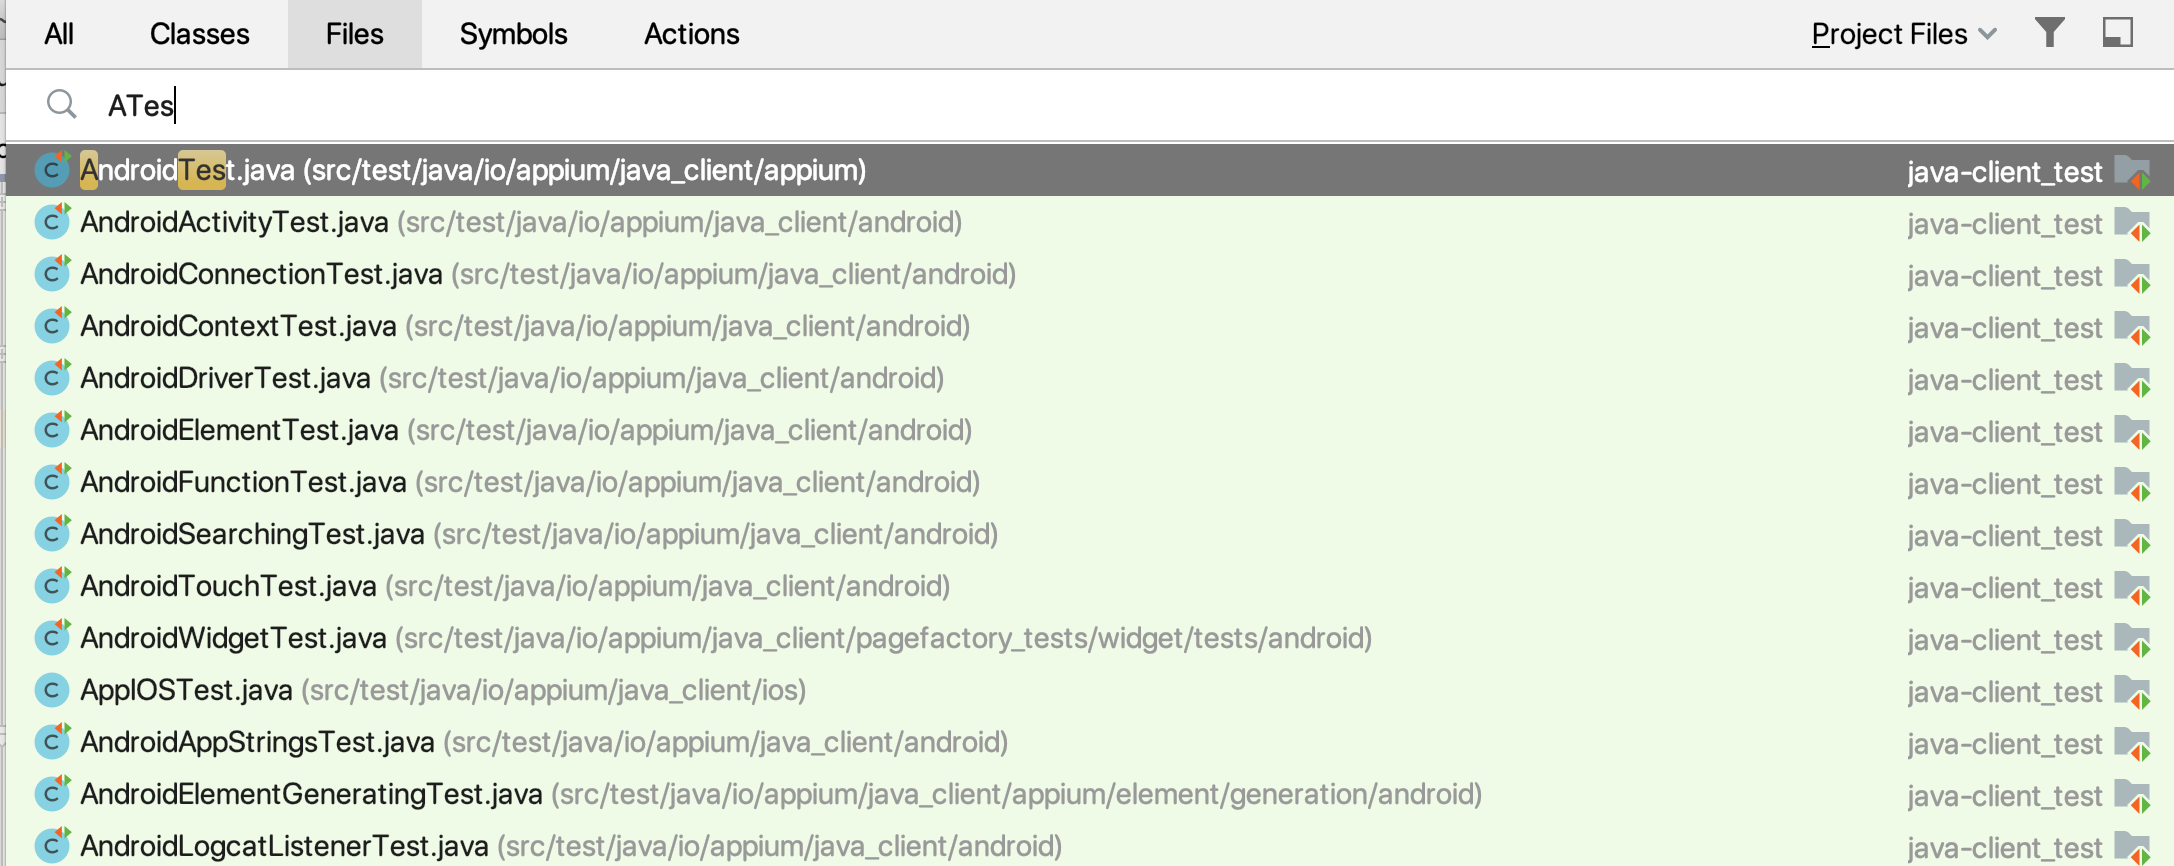 All Classes Files Symbols Actions Project Files
ATes
AndroidTest.java (src/test/java/io/appium/java_client/appium) java-client_test
AndroidActivityTest.java (src/test/java/io/appium/java_client/android) java-client_test
AndroidConnectionTest.java (src/test/java/io/appium/java_client/android) java-client_test
AndroidContextTest.java (src/test/java/io/appium/java_client/android) java-client_test
AndroidDriverTest.java (src/test/java/io/appium/java_client/android) java-client_test
AndroidElementTest.java (src/test/java/io/appium/java_client/android) java-client_test
AndroidFunctionTest.java (src/test/java/io/appium/java_client/android) java-client_test
AndroidSearchingTest.java (src/test/java/io/appium/java_client/android) java-client_test
AndroidTouchTest.java (src/test/java/io/appium/java_client/android) java-client_test
AndroidWidgetTest.java (src/test/java/io/appium/java_client/pagefactory_tests/widget/tests/android) java-client_test
AppIOSTest.java (src/test/java/io/appium/java_client/ios) java-client_test
AndroidAppStringsTest.java (src/test/java/io/appium/java_client/android) java-client_test
AndroidElementGeneratingTest.java (src/test/java/io/appium/java_client/appium/element/generation/android) java-client_test
AndroidLogcatListenerTest.java (src/test/java/io/appium/java_client/android) java-client_test